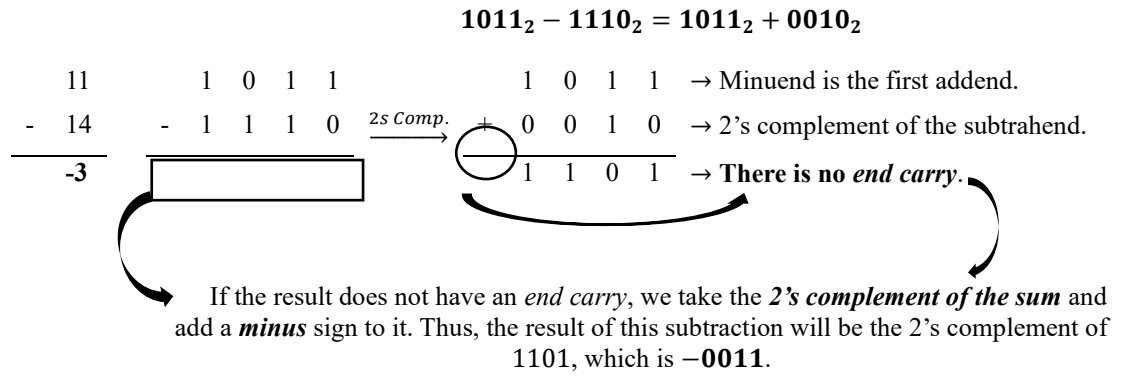 1011₂ − 1110₂ = 1011₂ + 0010₂
11 1 0 1 1 1 0 1 1 → Minuend is the first addend.
- 14 - 1 1 1 0 2s Comp. + 0 0 1 0 → 2’s complement of the subtrahend.
-3 1 1 0 1 → There is no end carry.
If the result does not have an end carry, we take the 2’s complement of the sum and
add a minus sign to it. Thus, the result of this subtraction will be the 2’s complement of
1101, which is −0011.